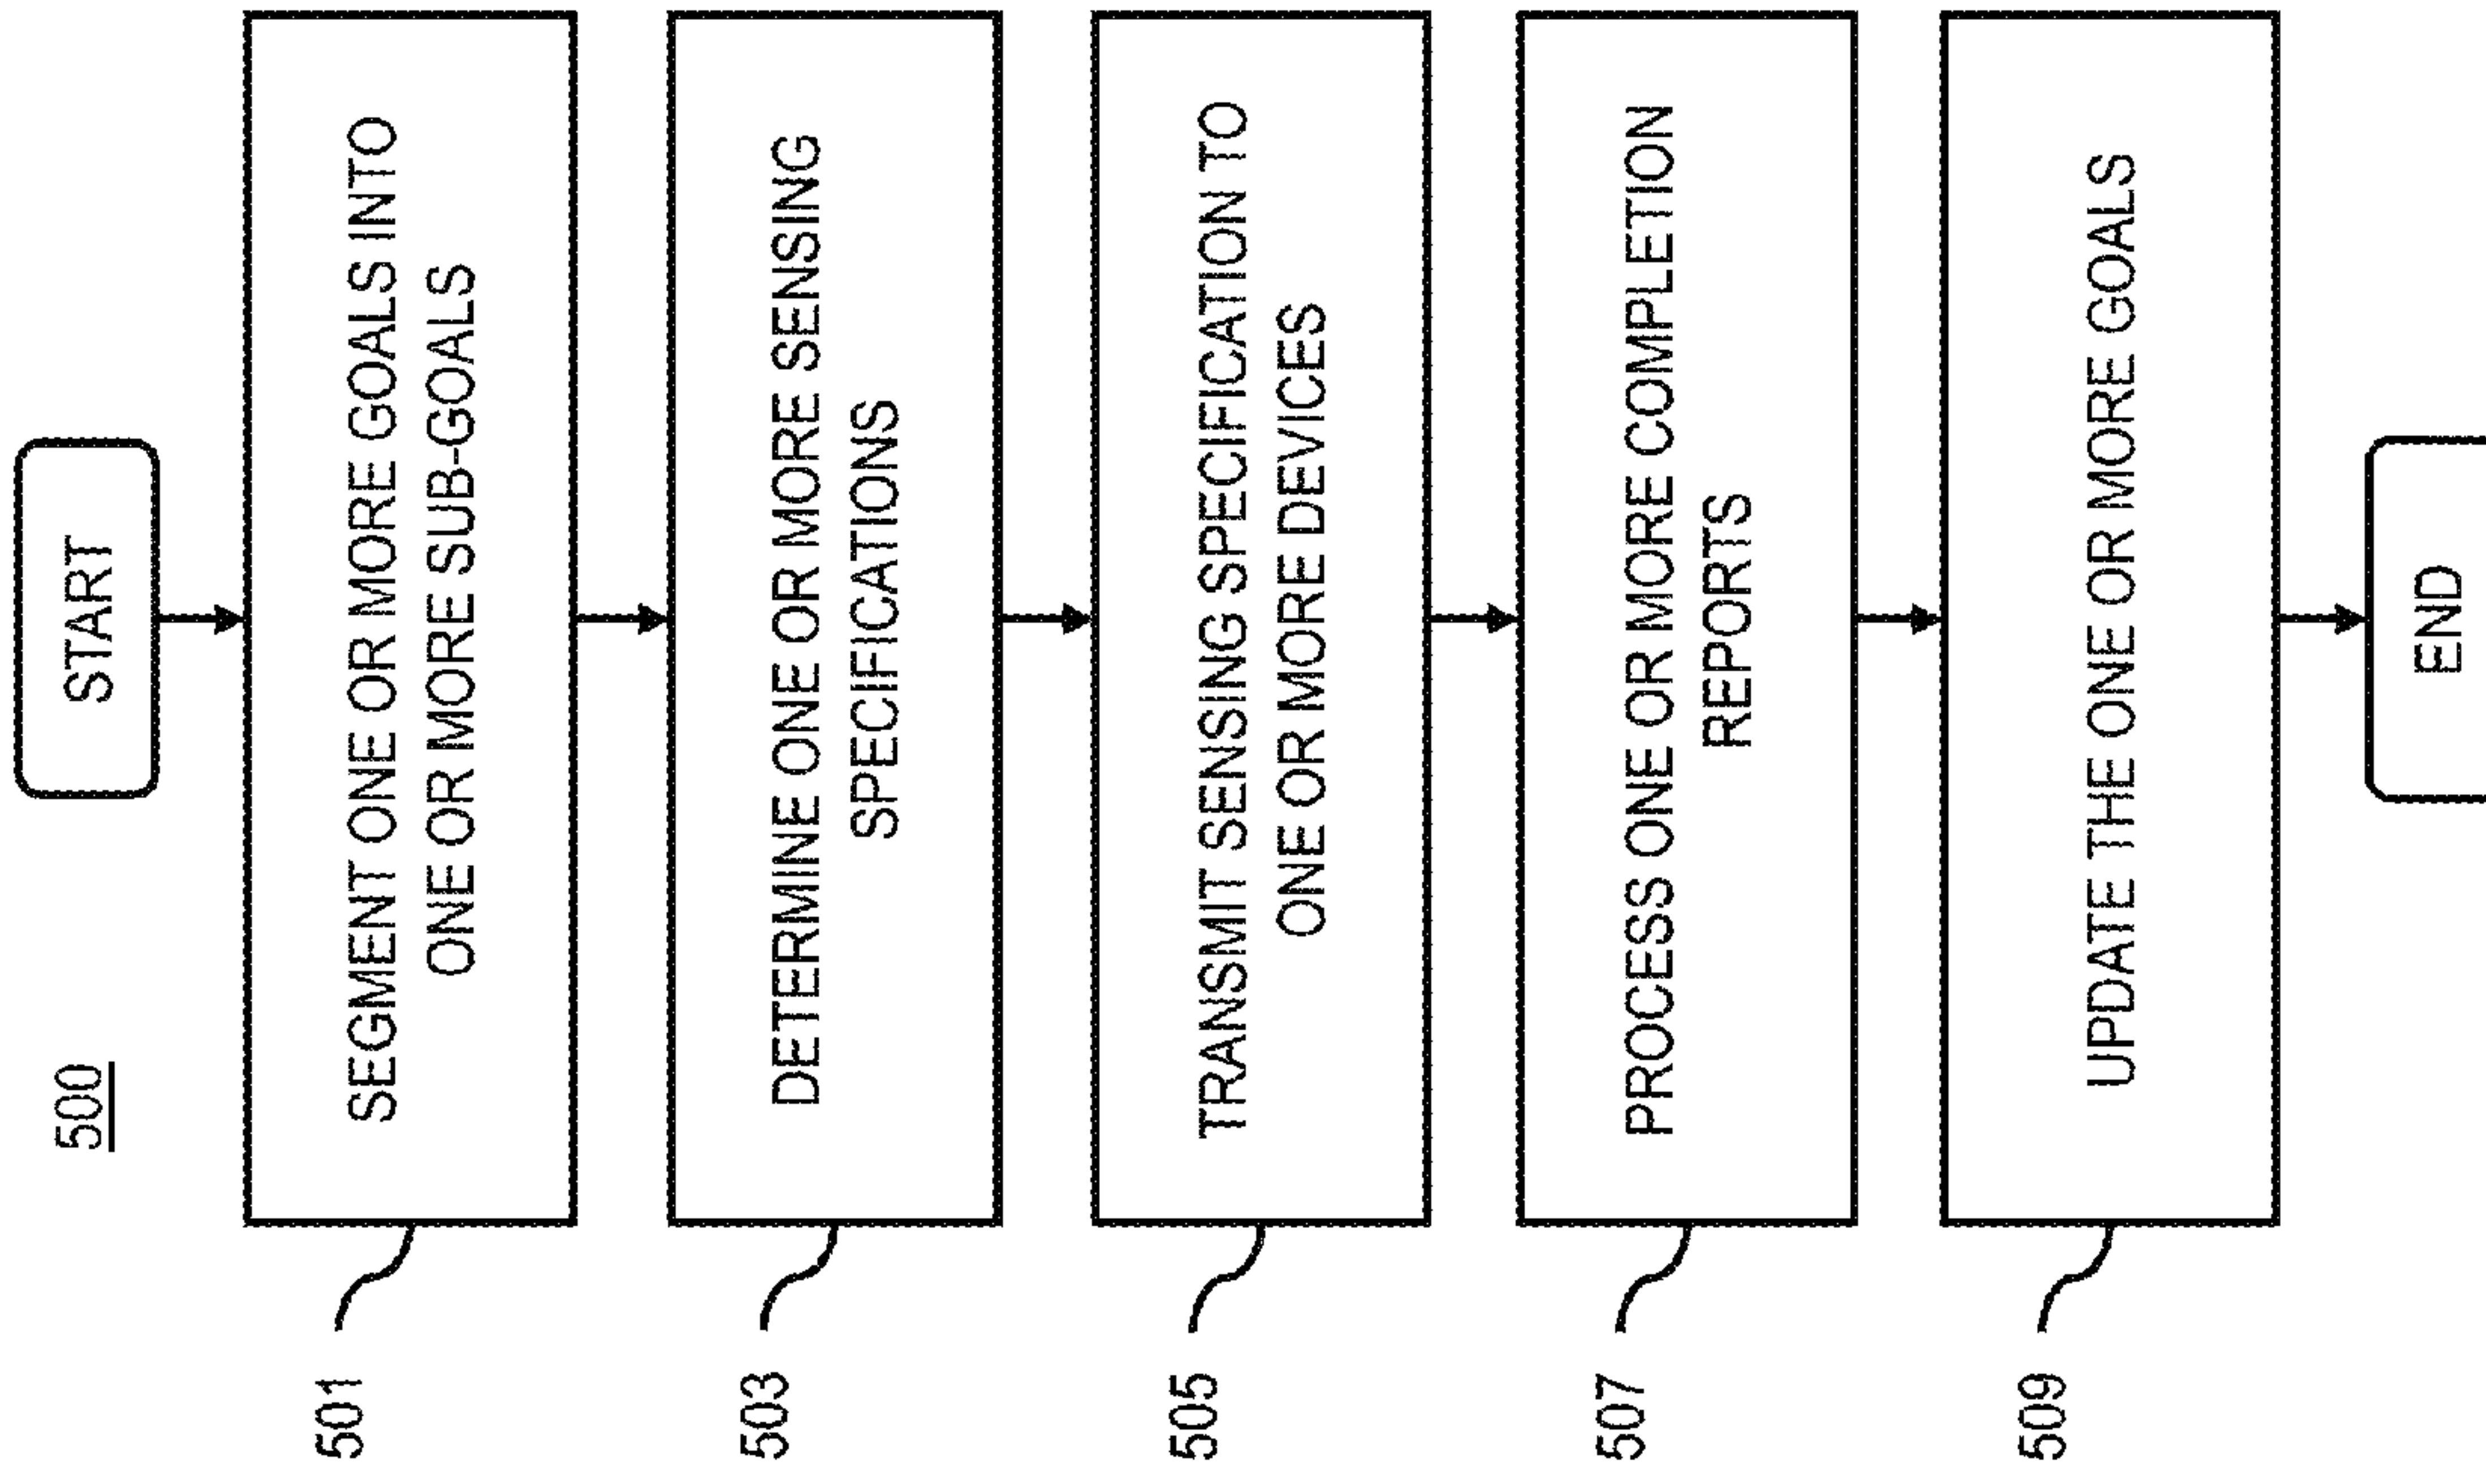 500
START
501
SEGMENT ONE OR MORE GOALS INTO
ONE OR MORE SUB-GOALS
503
DETERMINE ONE OR MORE SENSING
SPECIFICATIONS
505
TRANSMIT SENSING SPECIFICATION TO
ONE OR MORE DEVICES
507
PROCESS ONE OR MORE COMPLETION
REPORTS
509
UPDATE THE ONE OR MORE GOALS
END